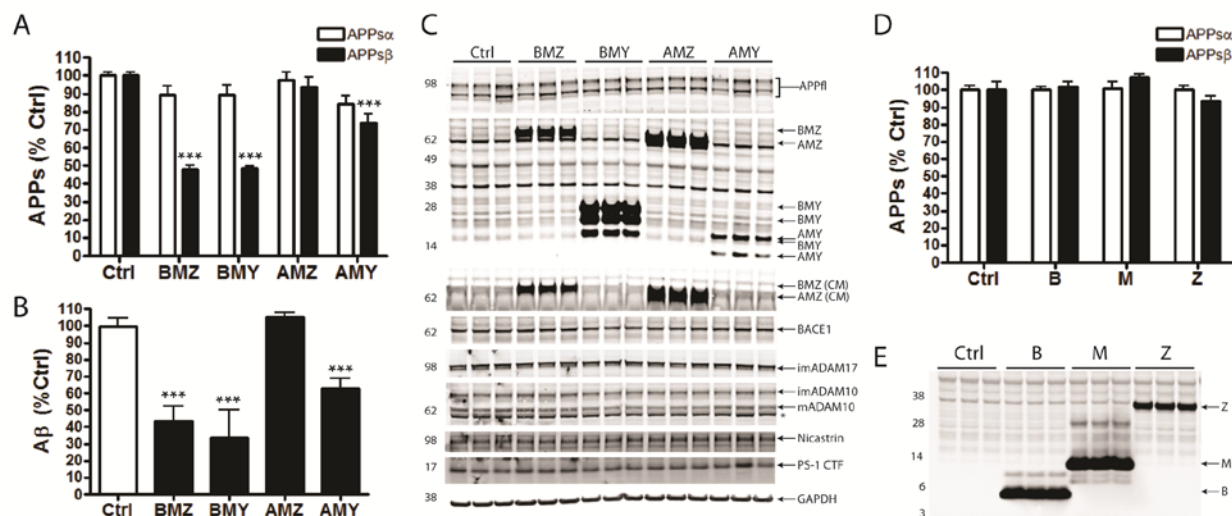 A
APPsα
APPsβ
APPs (% Ctrl)
110
100
90
80
70
60
50
40
30
20
10
0
***
***
***
Ctrl BMZ BMY AMZ AMY
B
Aβ (%Ctrl)
110
100
90
80
70
60
50
40
30
20
10
0
***
***
***
Ctrl BMZ BMY AMZ AMY
C
Ctrl BMZ BMY AMZ AMY
98
APPfl
62
49
38
28
14
BMZ
AMZ
BMY
BMY
AMY
BMY
AMY
62
BMZ (CM)
AMZ (CM)
62
BACE1
98
imADAM17
62
imADAM10
mADAM10
*
98
Nicastrin
17
PS-1 CTF
38
GAPDH
D
APPsα
APPsβ
APPs (% Ctrl)
110
100
90
80
70
60
50
40
30
20
10
0
Ctrl B M Z
E
Ctrl B M Z
38
28
14
6
3
Z
M
B